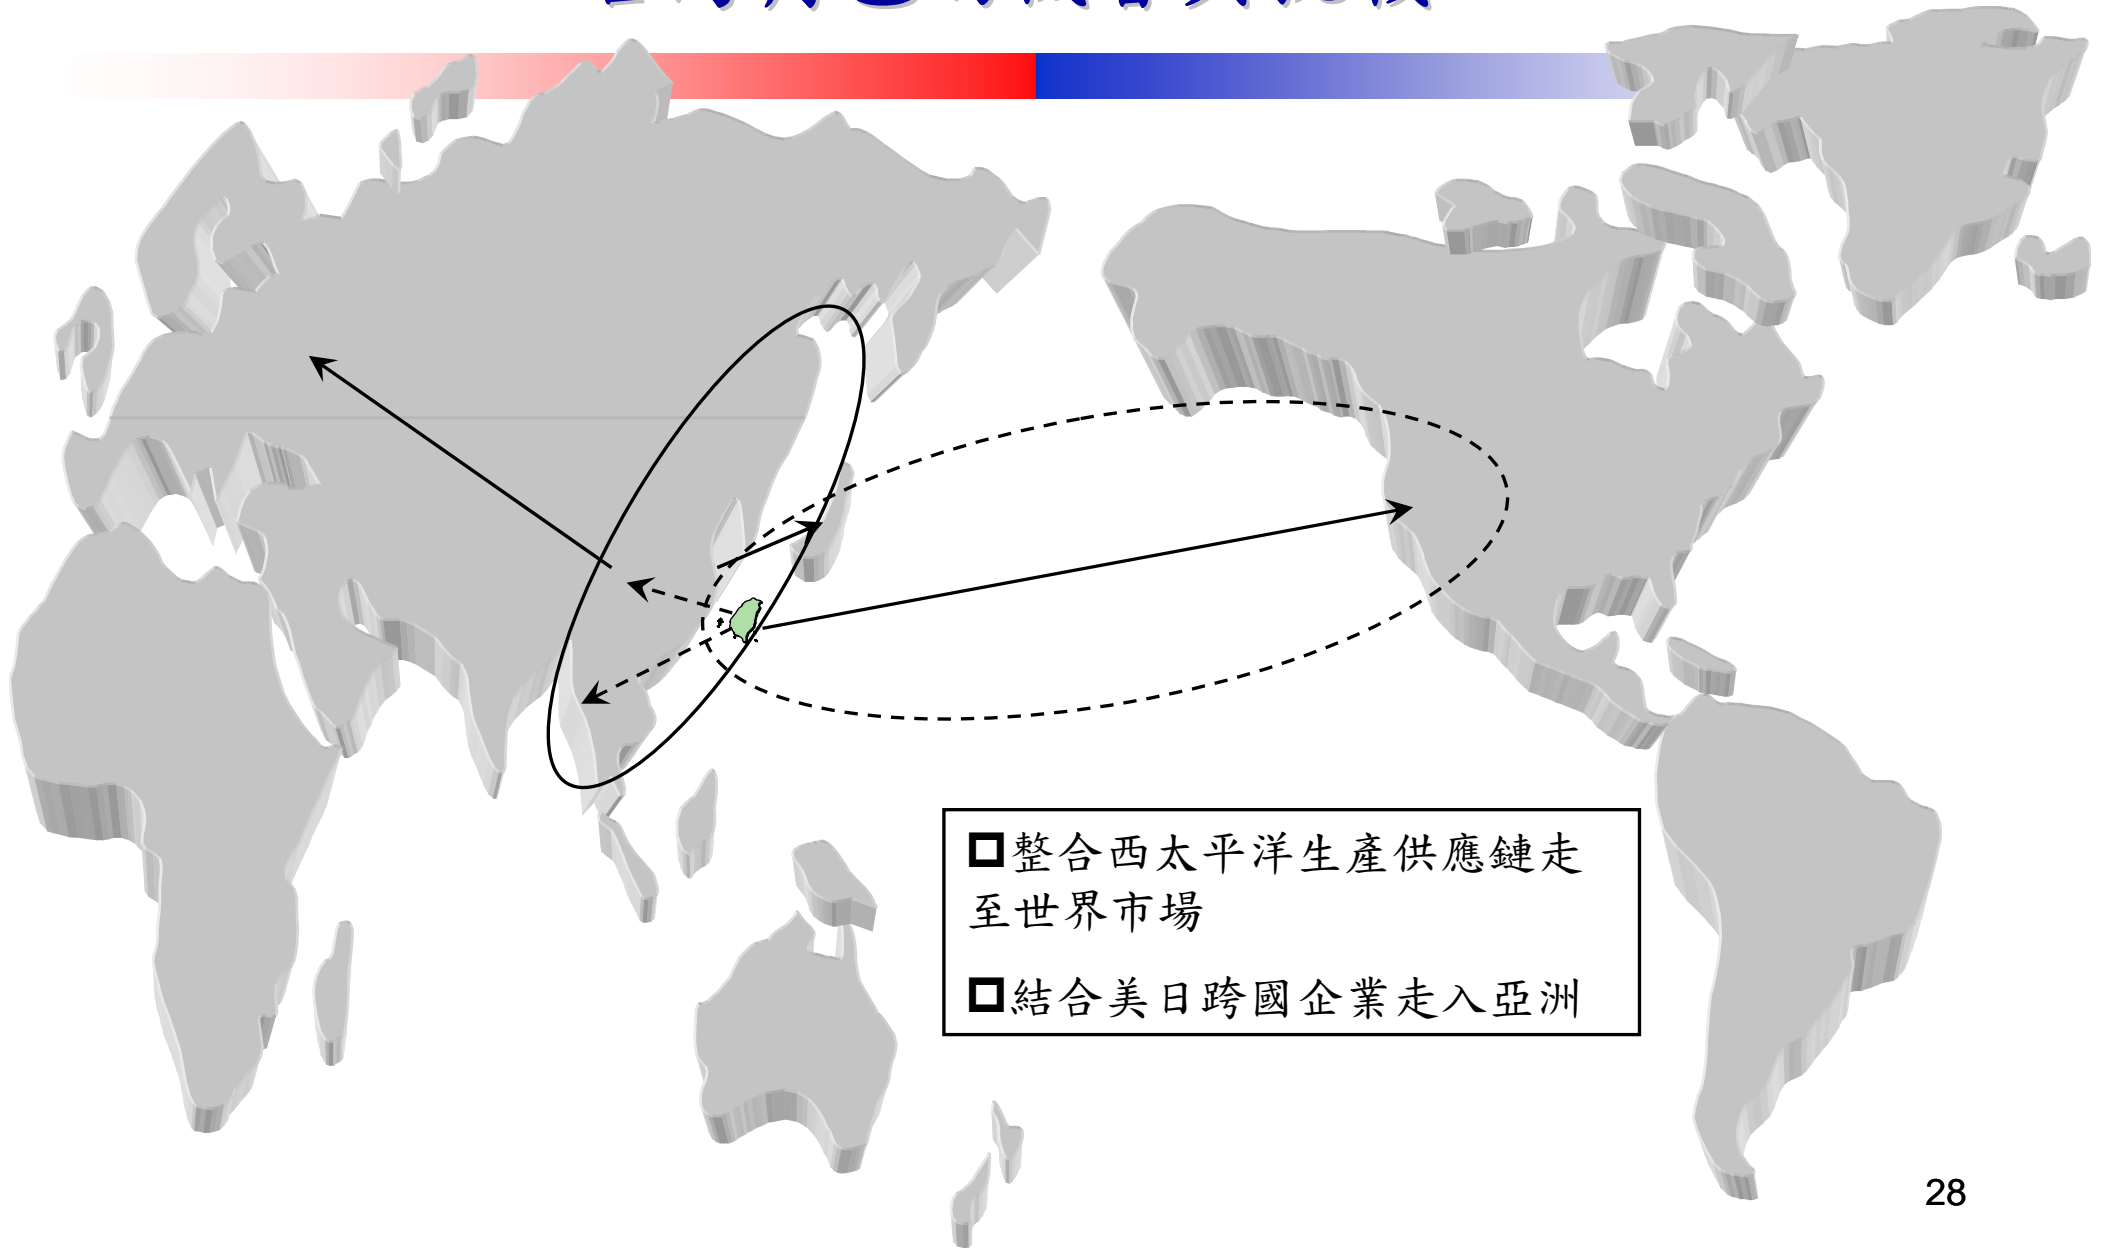 整合西太平洋生產供應鏈走
至世界市場
結合美日跨國企業走入亞洲
28